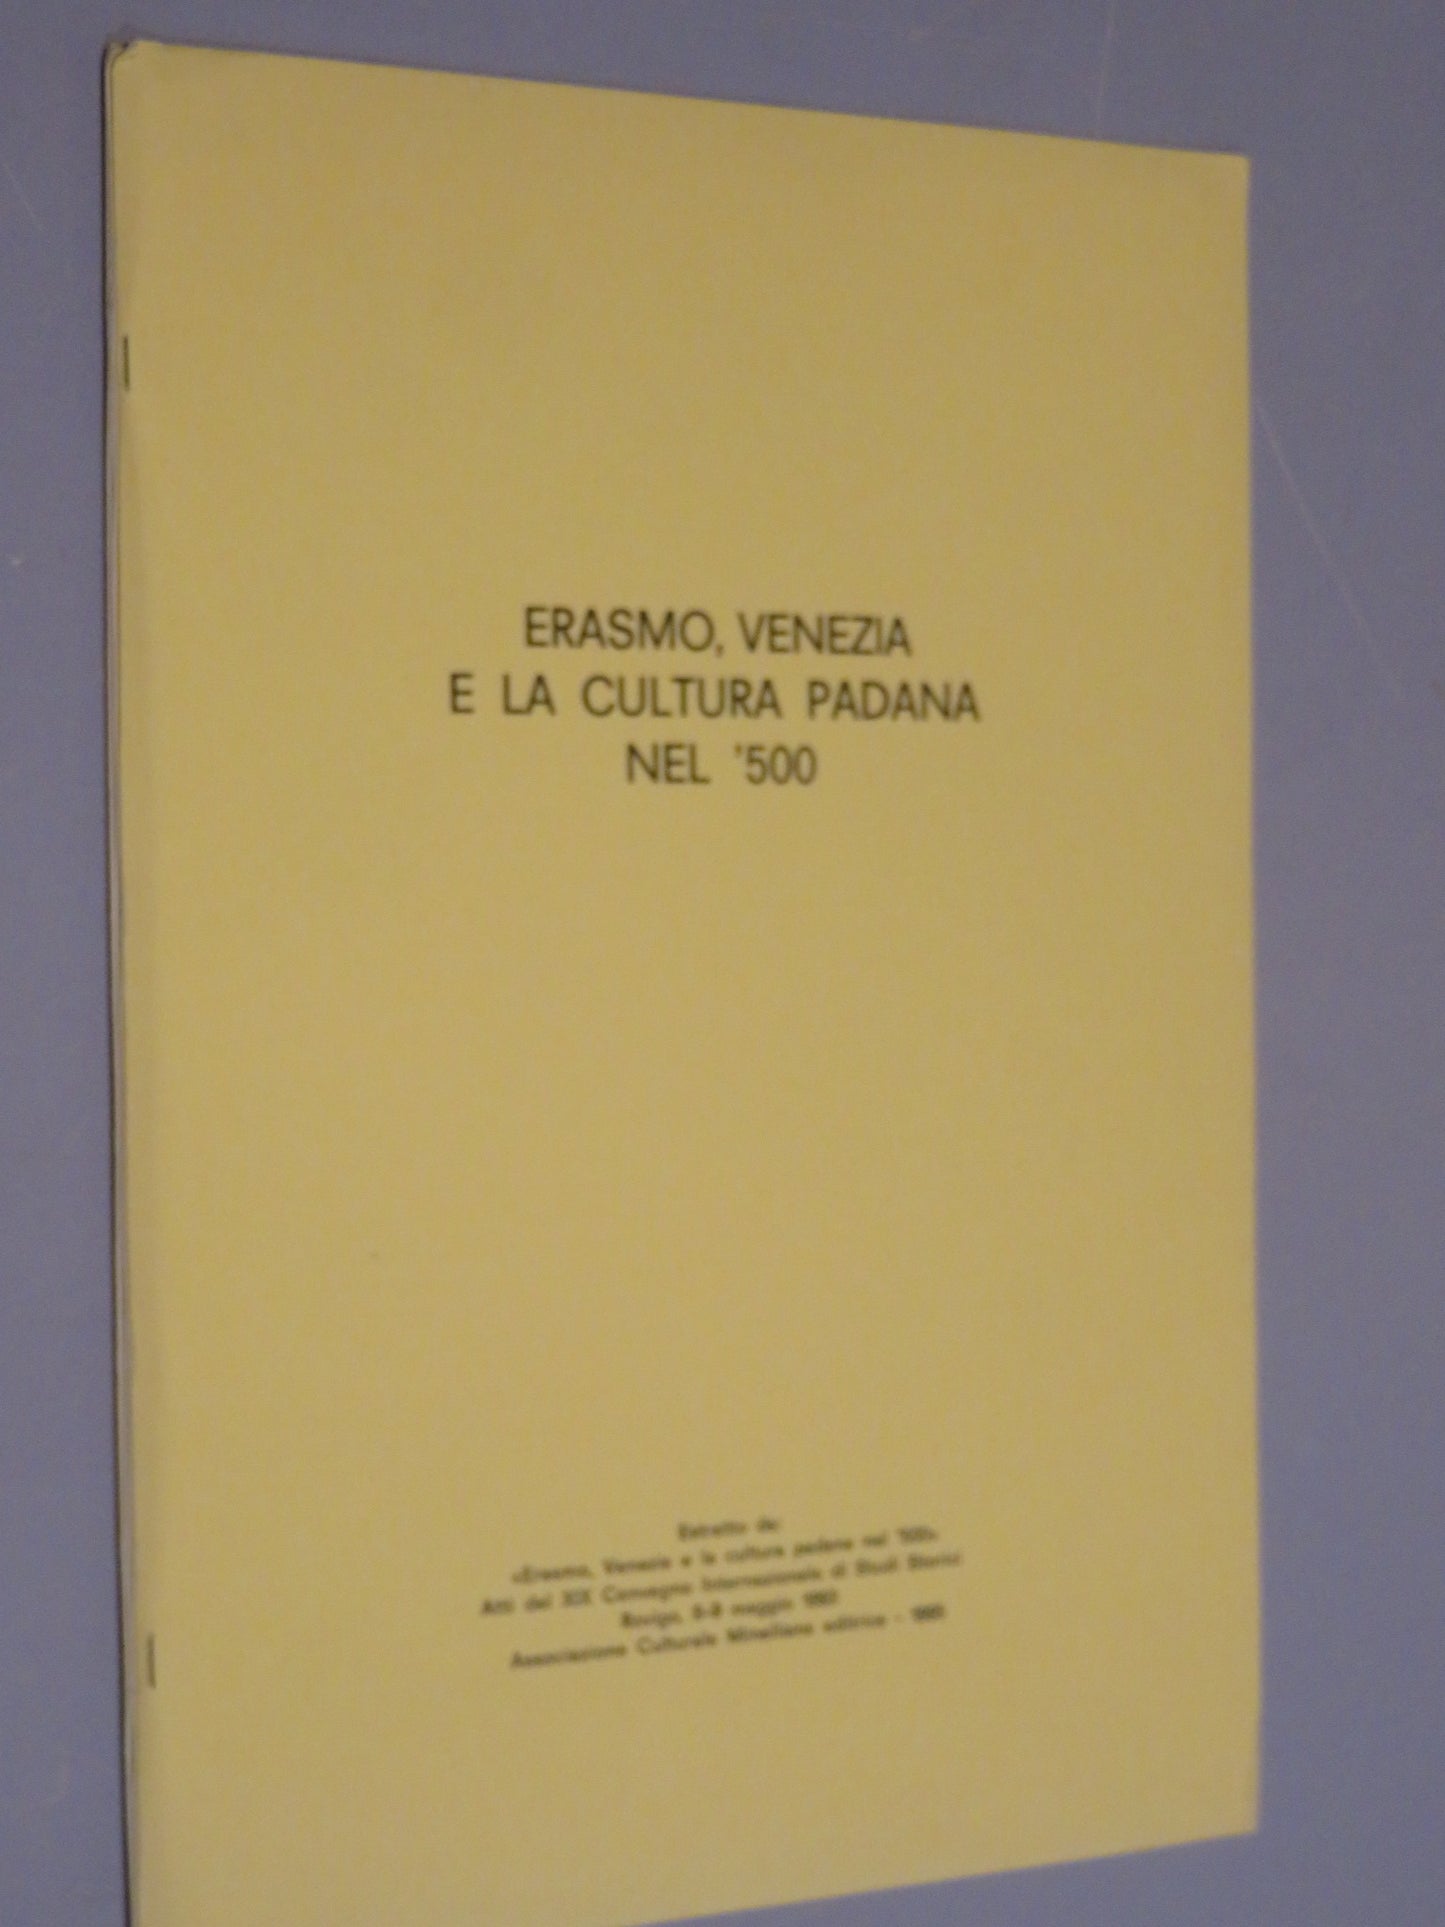 ERASMO, VENEZIA
E LA CULTURA PADANA
NEL '500
Estratto da:
«Erasmo, Venezia e la cultura padana nel '500»
Atti del XIX Convegno Internazionale di Studi Storici
Rovigo, 8-9 maggio 1993
Associazione Culturale Minelliana editrice -